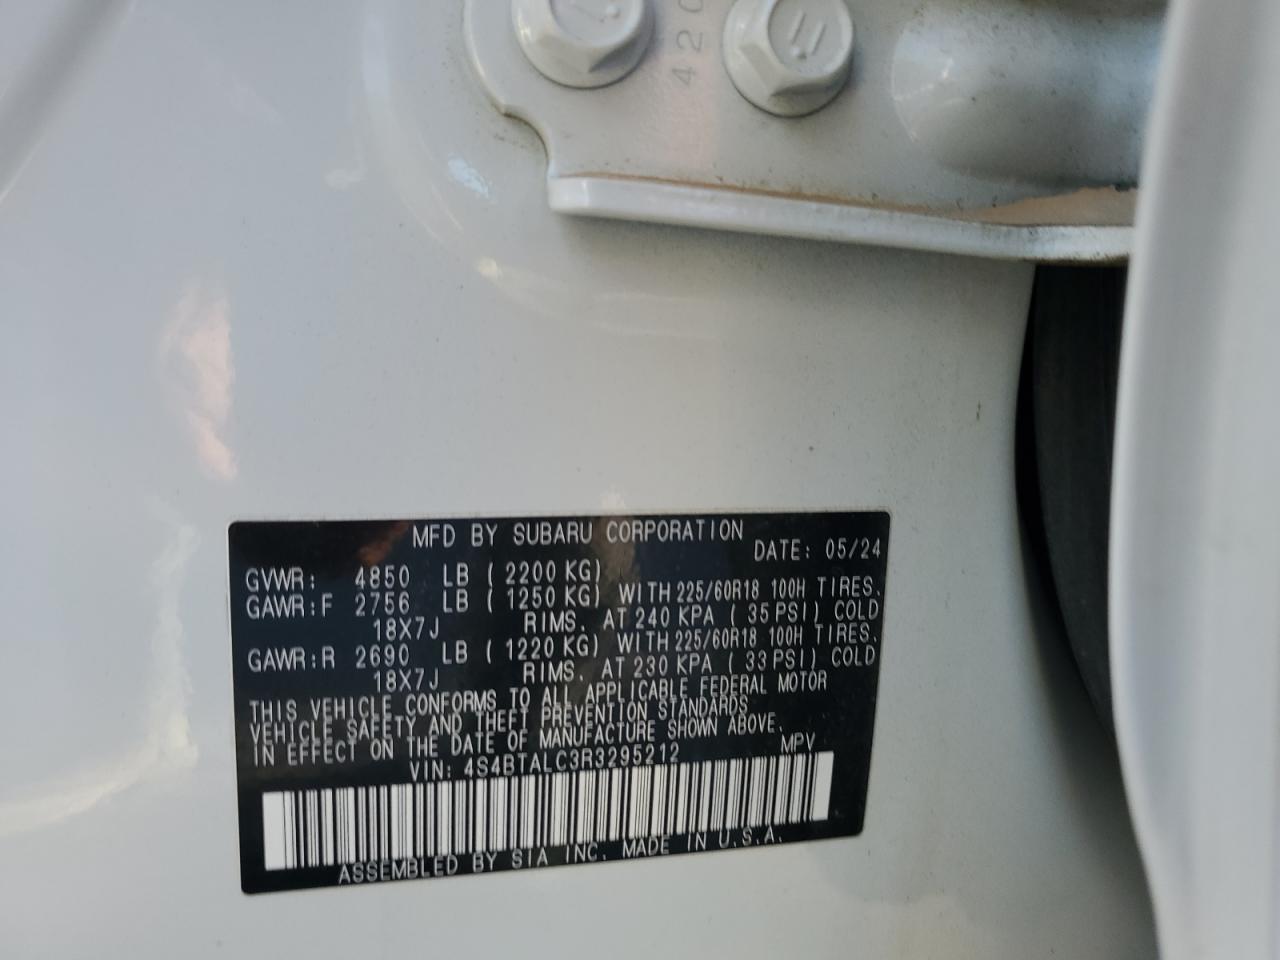 420
MFD BY SUBARU CORPORATION
DATE: 05/24
GVWR: 4850 LB ( 2200 KG)
GAWR:F 2756 LB ( 1250 KG) WITH 225/60R18 100H TIRES.
18X7J RIMS. AT 240 KPA ( 35 PSI) COLD
GAWR:R 2690 LB ( 1220 KG) WITH 225/60R18 100H TIRES.
18X7J RIMS. AT 230 KPA ( 33 PSI) COLD
THIS VEHICLE CONFORMS TO ALL APPLICABLE FEDERAL MOTOR
VEHICLE SAFETY AND THEFT PREVENTION STANDARDS
IN EFFECT ON THE DATE OF MANUFACTURE SHOWN ABOVE.
VIN: 4S4BTALC3R3295212 MPV
ASSEMBLED BY SIA INC. MADE IN U.S.A.